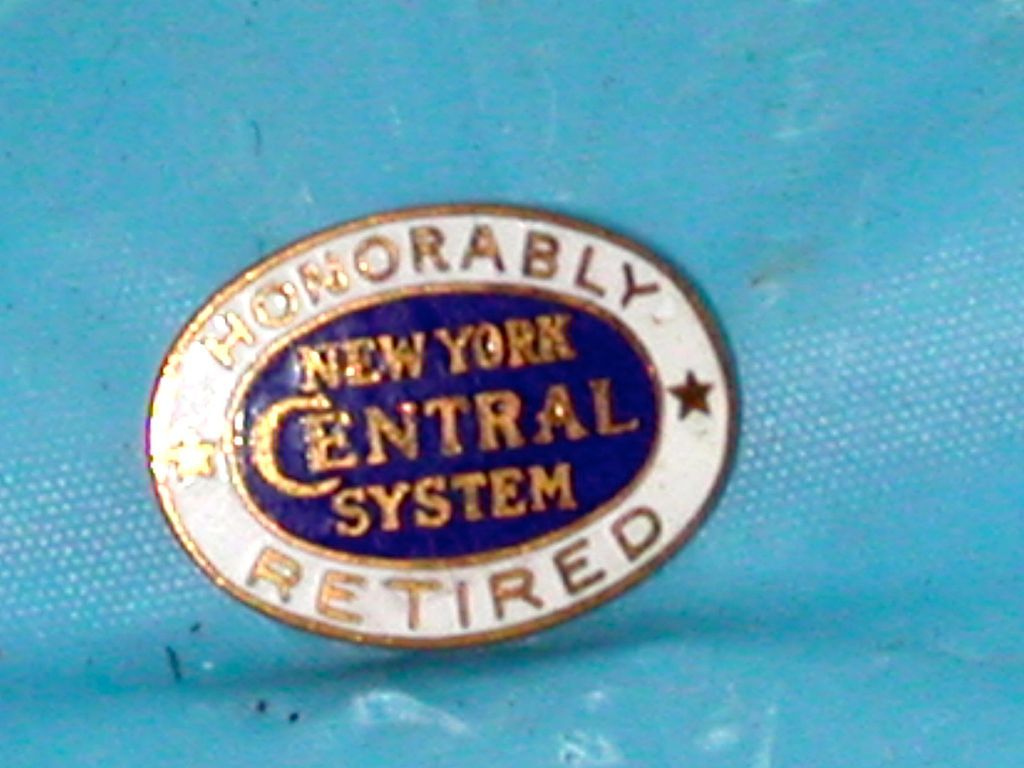 HONORABLY
NEW YORK
CENTRAL
SYSTEM
RETIRED